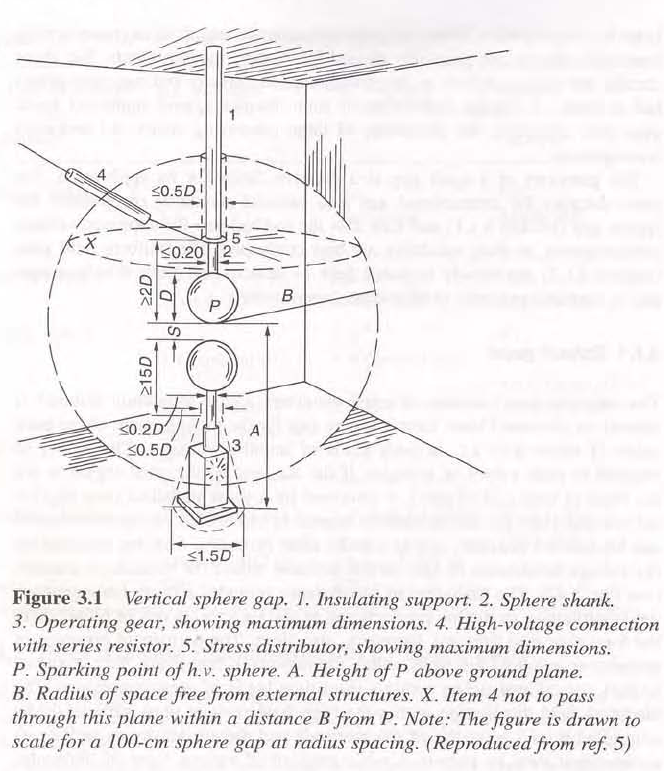 1
4
≤0.5D
5
X
≤0.20
2
≥2D
D
P
B
S
≥15D
≤0.2D
≤0.5D
3
≤1.5D
Figure 3.1 Vertical sphere gap. 1. Insulating support. 2. Sphere shank.
3. Operating gear, showing maximum dimensions. 4. High-voltage connection
with series resistor. 5. Stress distributor, showing maximum dimensions.
P. Sparking point of h.v. sphere. A. Height of P above ground plane.
B. Radius of space free from external structures. X. Item 4 not to pass
through this plane within a distance B from P. Note: The figure is drawn to
scale for a 100-cm sphere gap at radius spacing. (Reproduced from ref. 5)